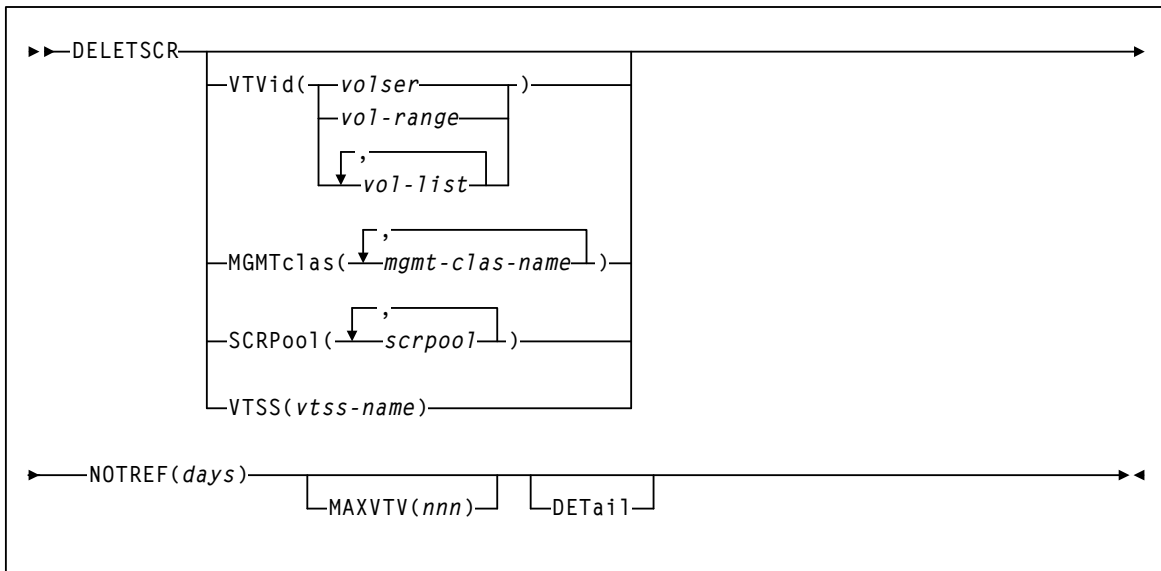 DELETSCR
VTVid( volser )
vol-range
,
vol-list
,
MGMTclas( mgmt-clas-name )
,
SCRPool( scrpool )
VTSS(vtss-name)
NOTREF(days)
MAXVTV(nnn) DETail